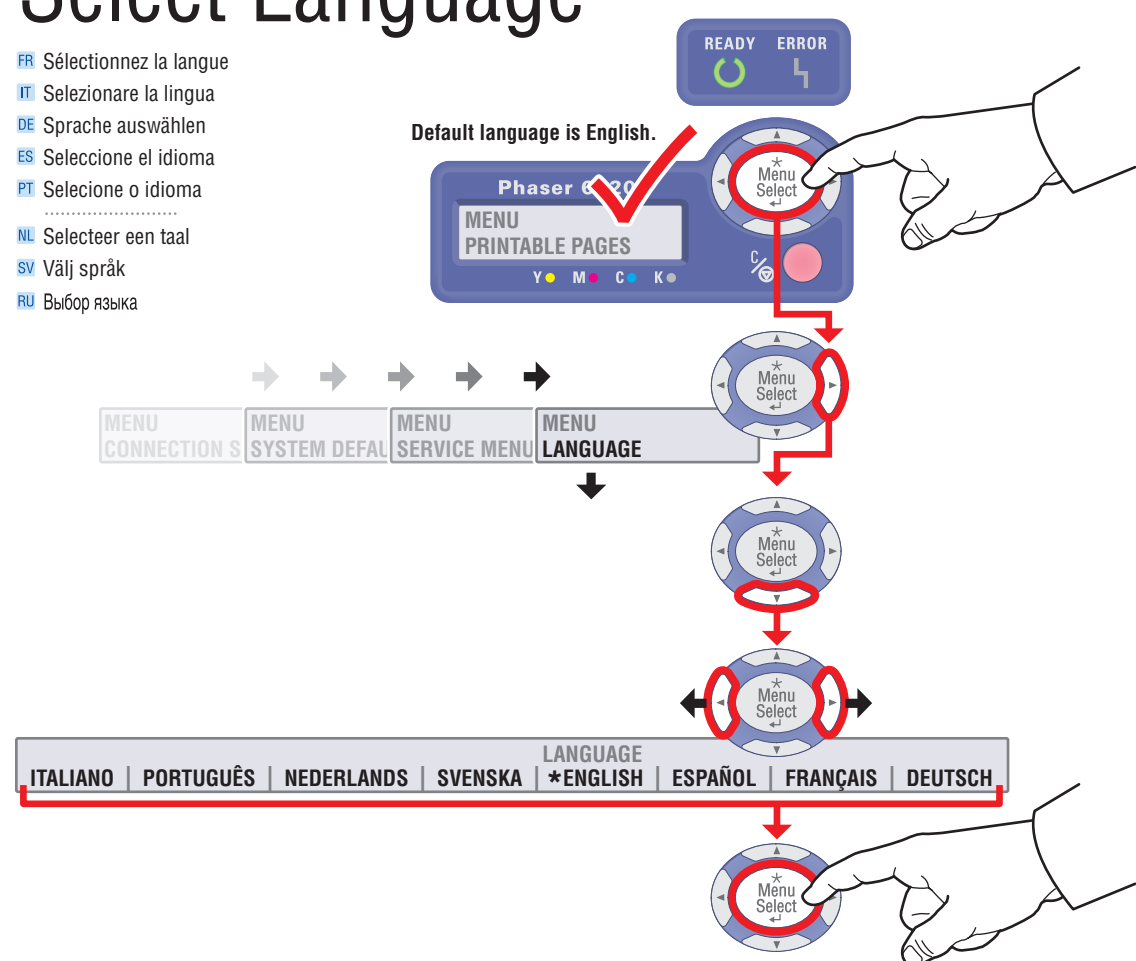 Select Language
FR Sélectionnez la langue
IT Selezionare la lingua
DE Sprache auswählen
ES Seleccione el idioma
PT Selecione o idioma
NL Selecteer een taal
SV Välj språk
RU Выбор языка
READY ERROR
Default language is English.
Phaser
MENU
PRINTABLE PAGES
Y M C K
* Menu
Select
C/
* Menu
Select
MENU
CONNECTION S
MENU
SYSTEM DEFAU
MENU
SERVICE MENU
MENU
LANGUAGE
* Menu
Select
* Menu
Select
LANGUAGE
ITALIANO | PORTUGUÊS | NEDERLANDS | SVENSKA | *ENGLISH | ESPAÑOL | FRANÇAIS | DEUTSCH
* Menu
Select